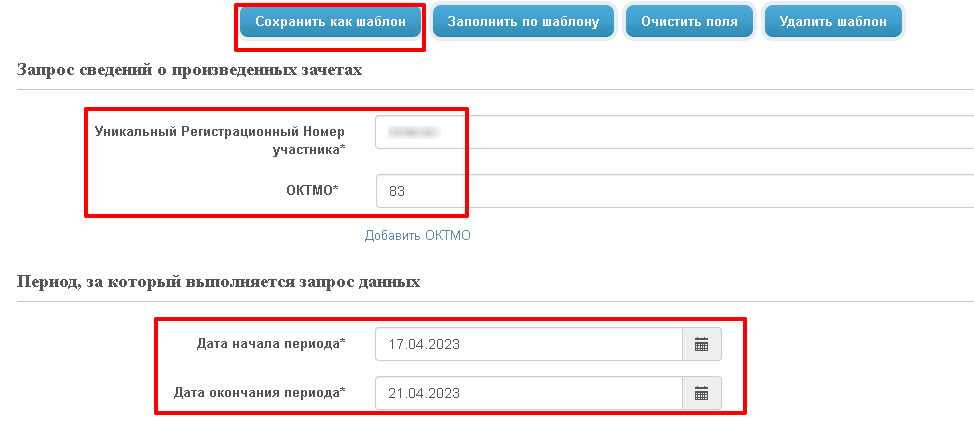 Сохранить как шаблон Заполнить по шаблону Очистить поля Удалить шаблон
Запрос сведений о произведенных зачетах
Уникальный Регистрационный Номер
участника*
ОКТМО* 83
Добавить ОКТМО
Период, за который выполняется запрос данных
Дата начала периода* 17.04.2023
Дата окончания периода* 21.04.2023